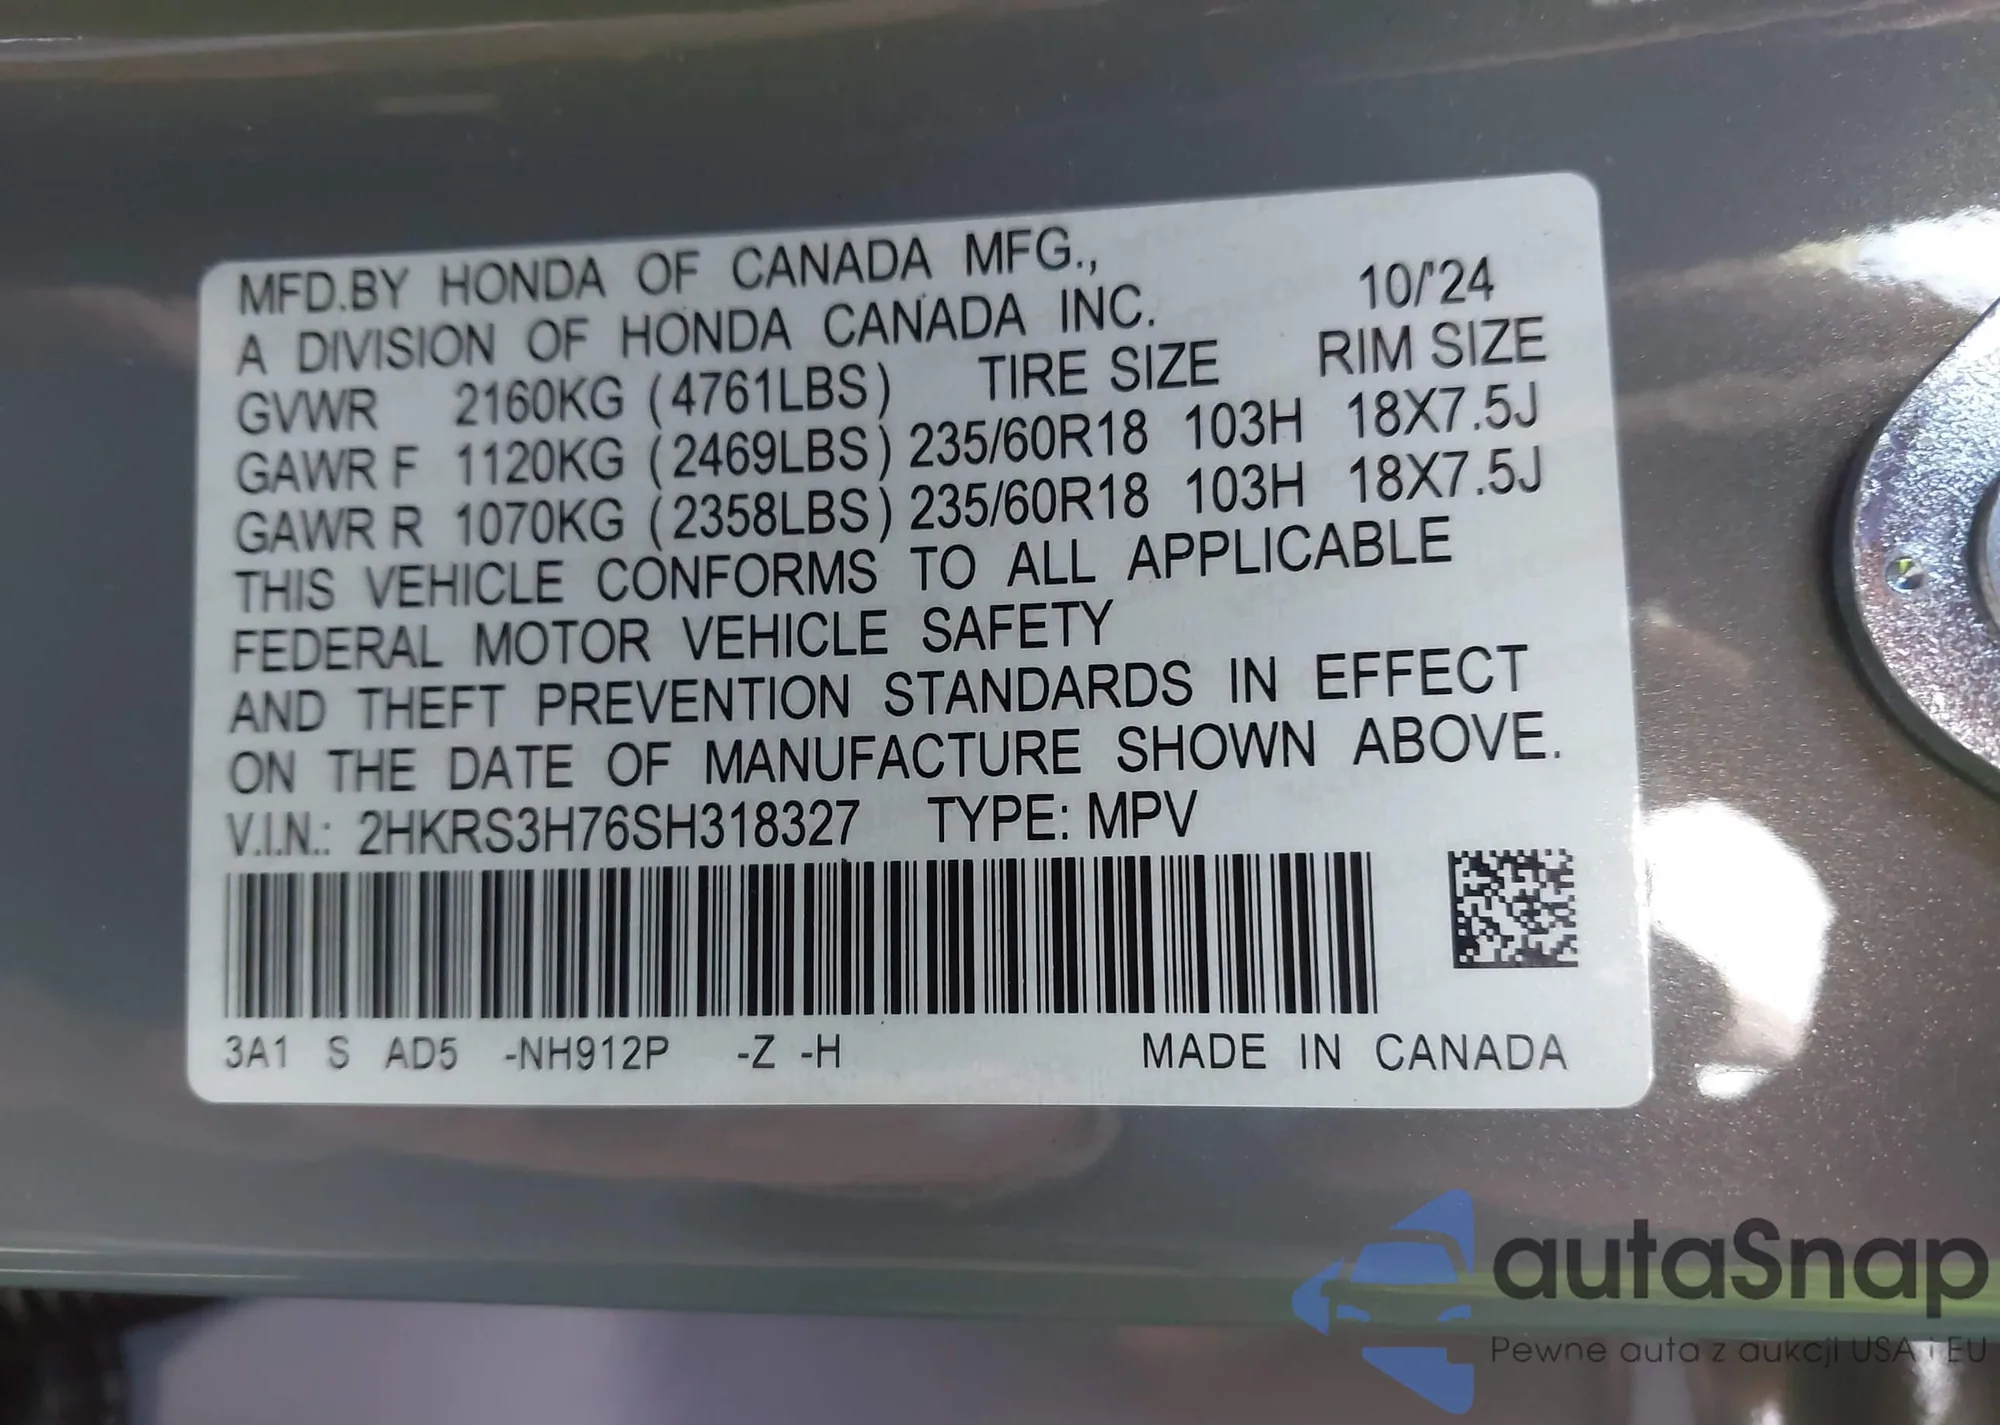 MFD.BY HONDA OF CANADA MFG.,
A DIVISION OF HONDA CANADA INC. 10/'24
GVWR 2160KG (4761LBS) TIRE SIZE RIM SIZE
GAWR F 1120KG (2469LBS) 235/60R18 103H 18X7.5J
GAWR R 1070KG (2358LBS) 235/60R18 103H 18X7.5J
THIS VEHICLE CONFORMS TO ALL APPLICABLE
FEDERAL MOTOR VEHICLE SAFETY
AND THEFT PREVENTION STANDARDS IN EFFECT
ON THE DATE OF MANUFACTURE SHOWN ABOVE.
V.I.N.: 2HKRS3H76SH318327 TYPE: MPV
3A1 S AD5 -NH912P -Z -H MADE IN CANADA
autaSnap
Pewne auta z aukcji USA i EU